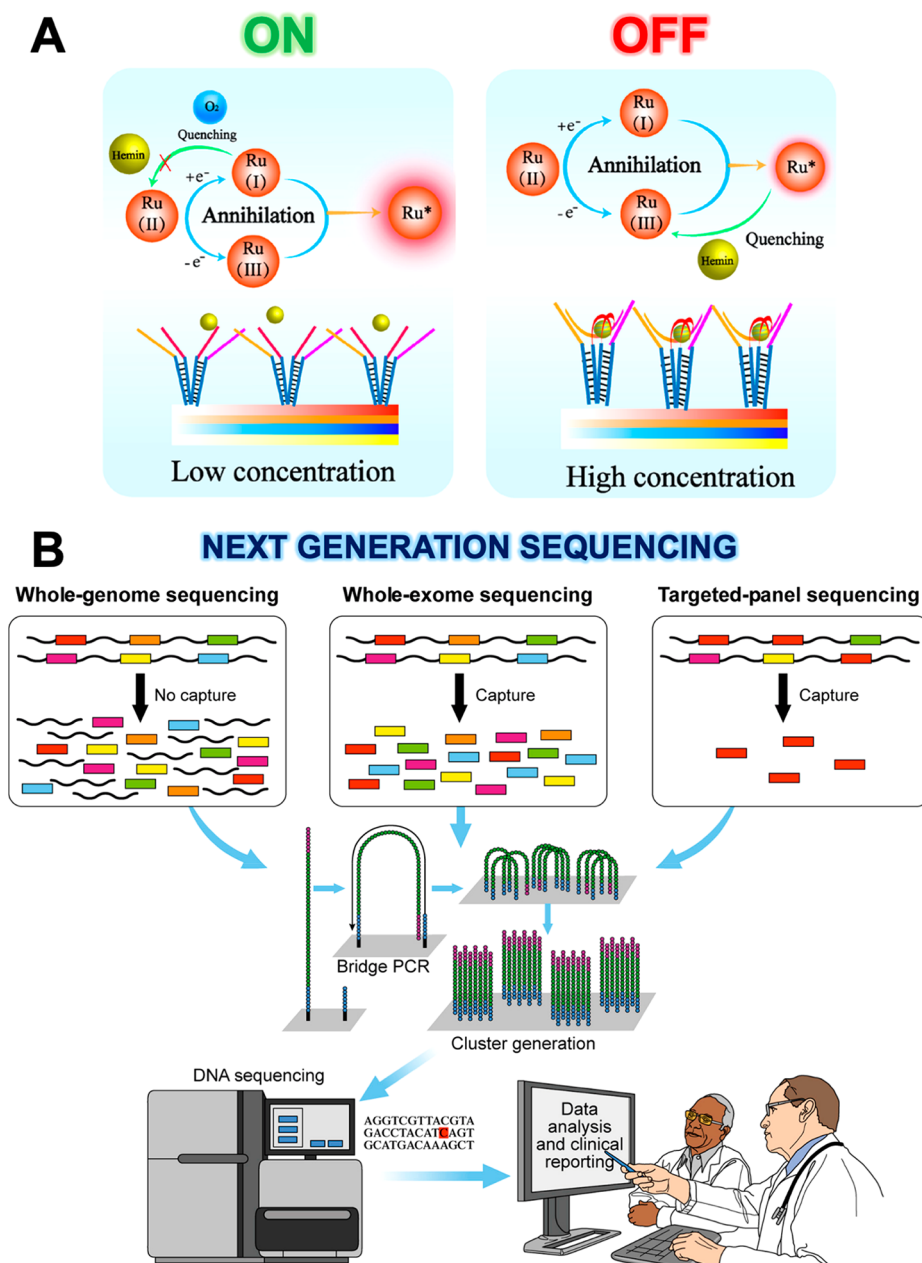 A
ON
OFF
O₂
Quenching
Hemin
Ru
(I)
+e⁻
Ru
(II)
Annihilation
Ru*
-e⁻
Ru
(III)
Low concentration
Ru
(I)
+e⁻
Ru
(II)
Annihilation
Ru*
-e⁻
Ru
(III)
Quenching
Hemin
High concentration
B
NEXT GENERATION SEQUENCING
Whole-genome sequencing
No capture
Whole-exome sequencing
Capture
Targeted-panel sequencing
Capture
Bridge PCR
Cluster generation
DNA sequencing
AGGTCGTTACGTA
GACCTACATCAGT
GCATGACAAAGCT
Data
analysis
and clinical
reporting